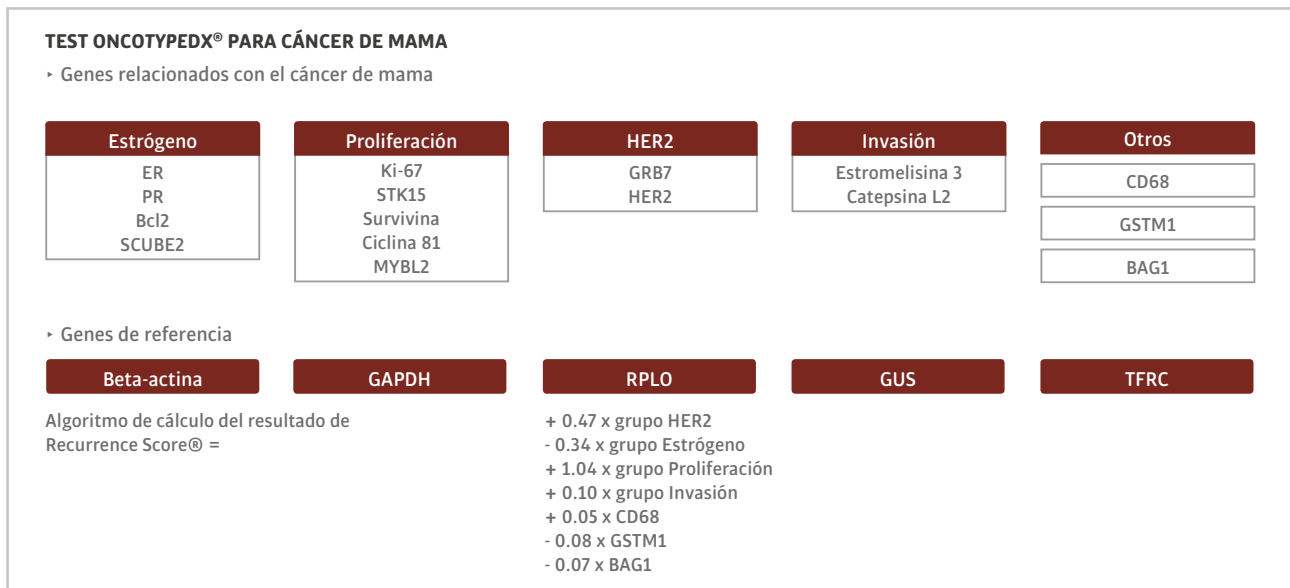 TEST ONCOTYPEDX® PARA CÁNCER DE MAMA
‣ Genes relacionados con el cáncer de mama
Estrógeno
ER
PR
Bcl2
SCUBE2
Proliferación
Ki-67
STK15
Survivina
Ciclina 81
MYBL2
HER2
GRB7
HER2
Invasión
Estromelisina 3
Catepsina L2
Otros
CD68
GSTM1
BAG1
‣ Genes de referencia
Beta-actina
GAPDH
RPLO
GUS
TFRC
Algoritmo de cálculo del resultado de
Recurrence Score® =
+ 0.47 x grupo HER2
- 0.34 x grupo Estrógeno
+ 1.04 x grupo Proliferación
+ 0.10 x grupo Invasión
+ 0.05 x CD68
- 0.08 x GSTM1
- 0.07 x BAG1